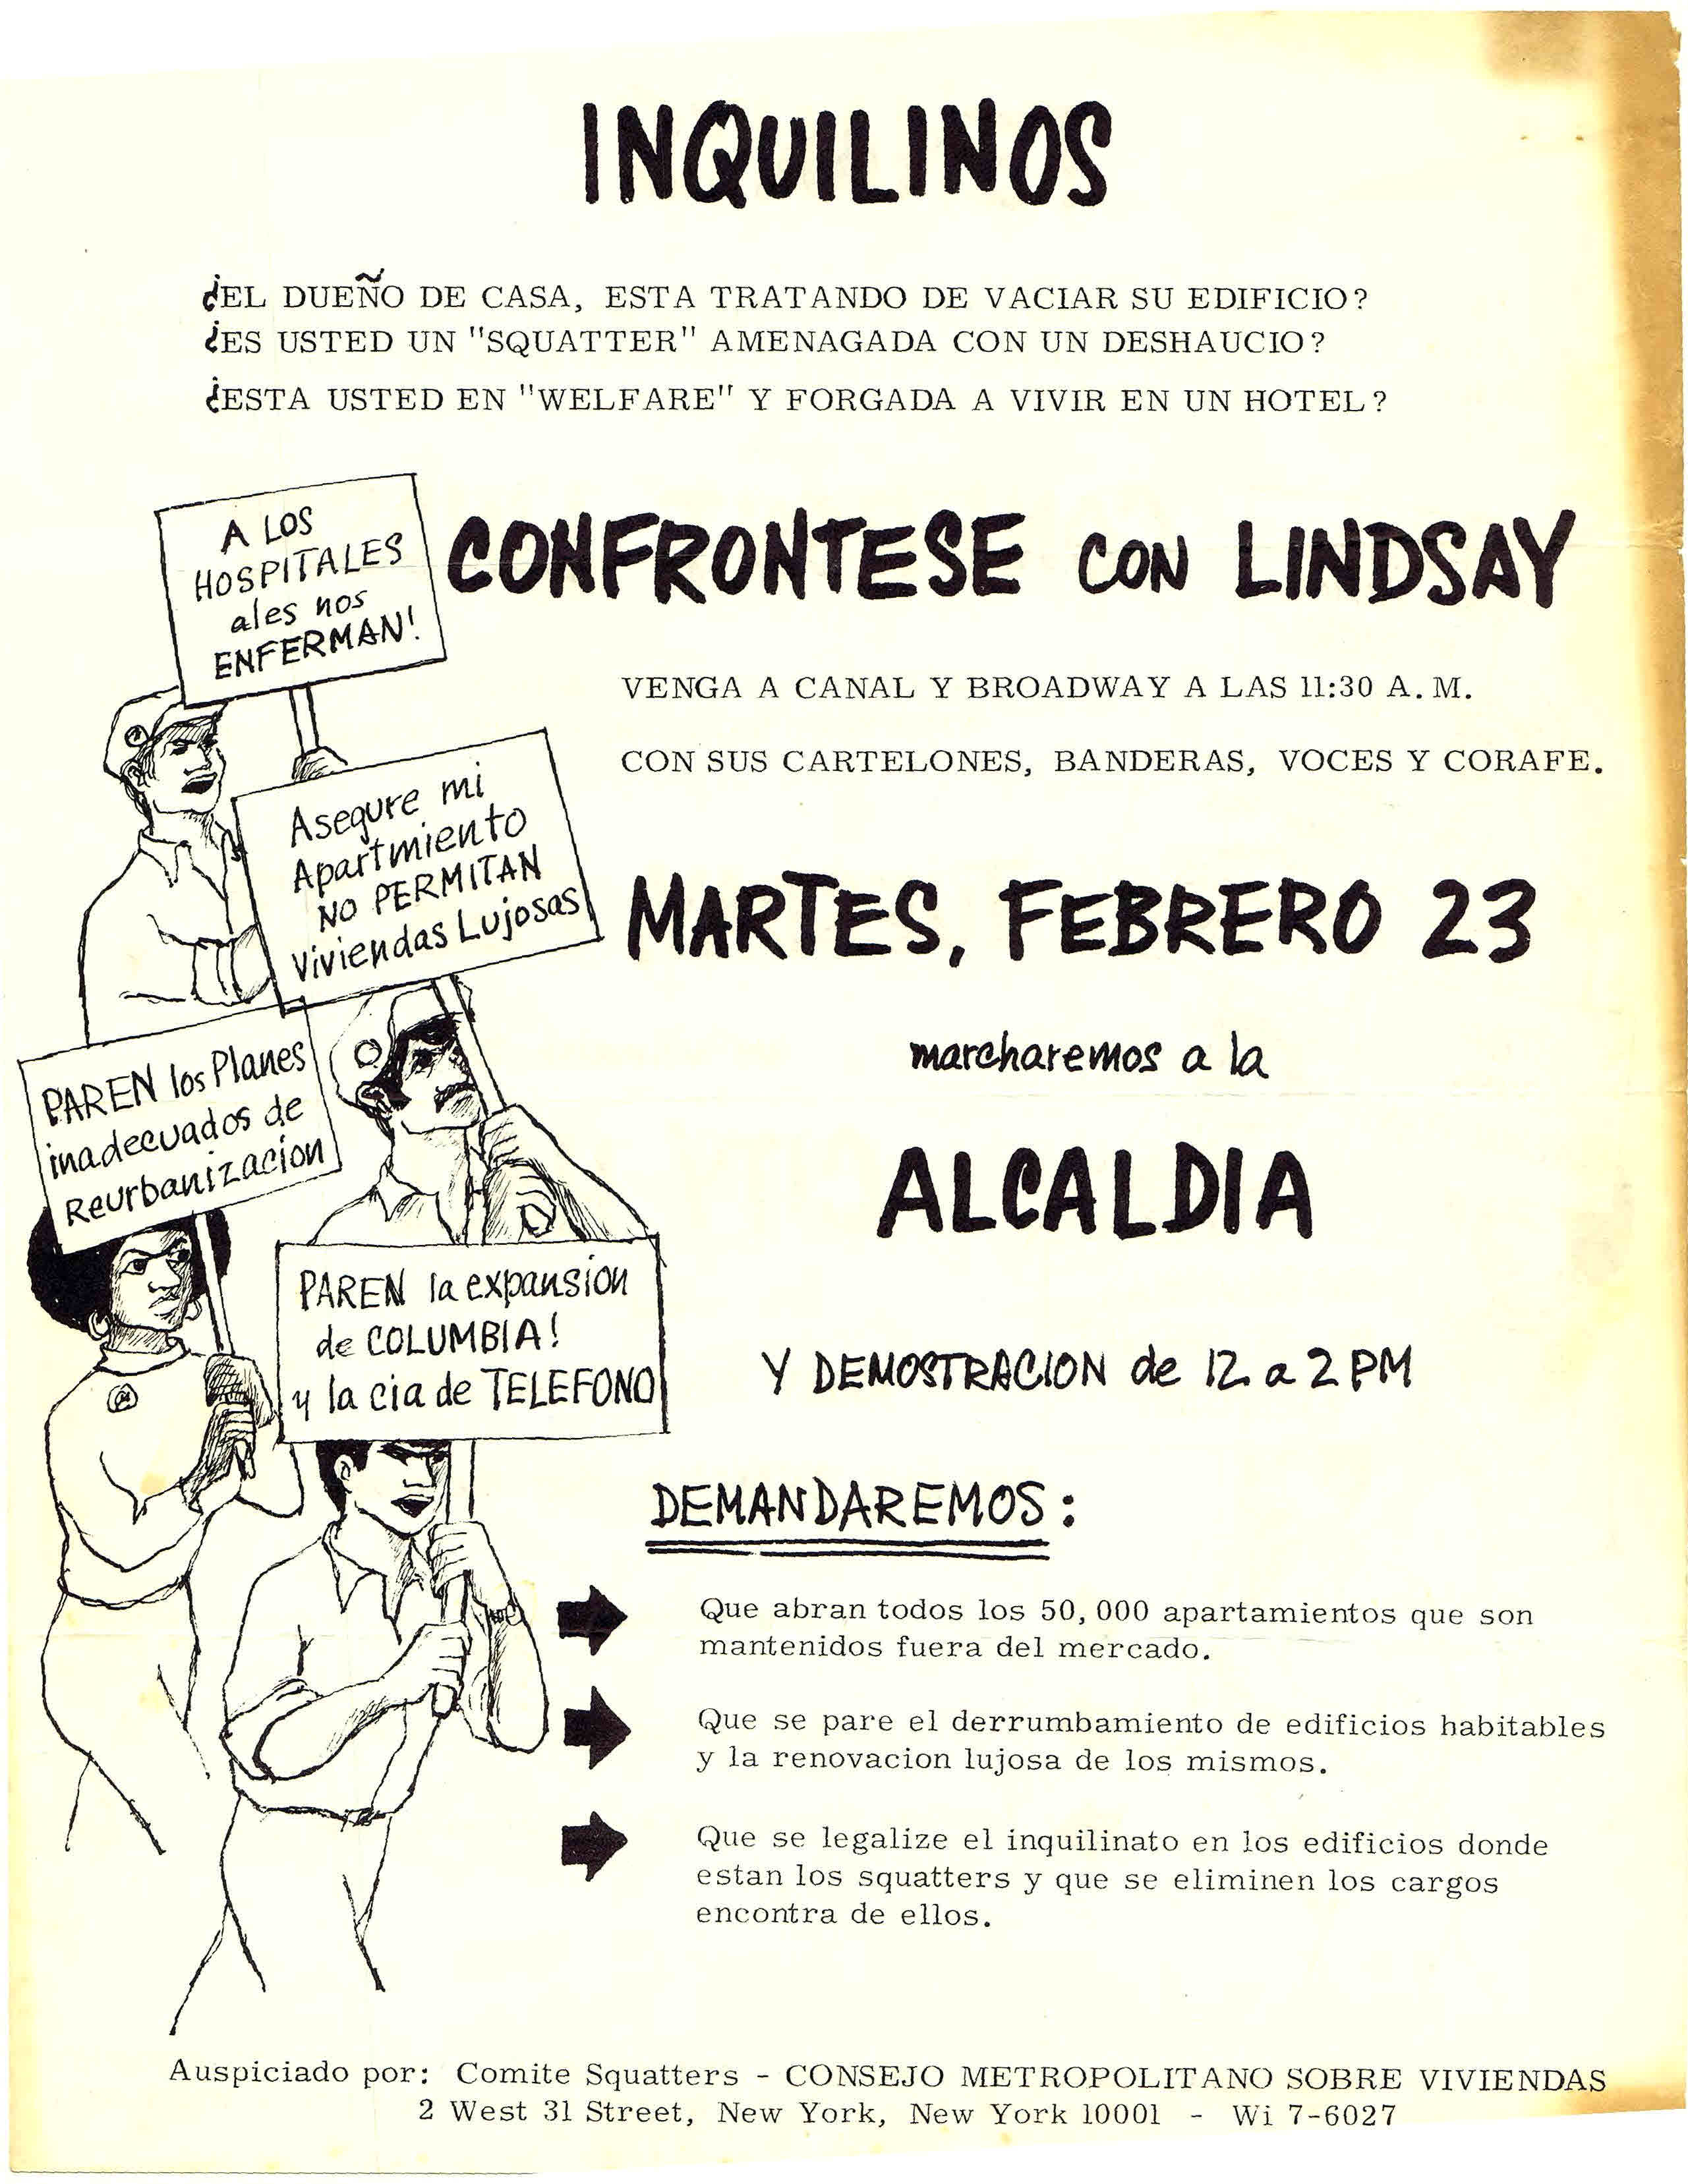 INQUILINOS
¿EL DUEÑO DE CASA, ESTA TRATANDO DE VACIAR SU EDIFICIO?
¿ES USTED UN "SQUATTER" AMENAGADA CON UN DESHAUCIO?
¿ESTA USTED EN "WELFARE" Y FORGADA A VIVIR EN UN HOTEL?
A LOS
HOSPITALES
ales nos
ENFERMAN!
CONFRONTESE CON LINDSAY
VENGA A CANAL Y BROADWAY A LAS 11:30 A.M.
CON SUS CARTELONES, BANDERAS, VOCES Y CORAFE.
Asegure mi
Apartmiento
NO PERMITAN
Viviendas Lujosas
MARTES, FEBRERO 23
marcharemos a la
ALCALDIA
PAREN los Planes
inadecuados de
Reurbanizacion
PAREN la expansion
de COLUMBIA!
y la cia de TELEFONO
Y DEMOSTRACION de 12 a 2 PM
DEMANDAREMOS:
Que abran todos los 50,000 apartamientos que son
mantenidos fuera del mercado.
Que se pare el derrumbamiento de edificios habitables
y la renovacion lujosa de los mismos.
Que se legalize el inquilinato en los edificios donde
estan los squatters y que se eliminen los cargos
encontra de ellos.
Auspiciado por: Comite Squatters - CONSEJO METROPOLITANO SOBRE VIVIENDAS
2 West 31 Street, New York, New York 10001 - Wi 7-6027